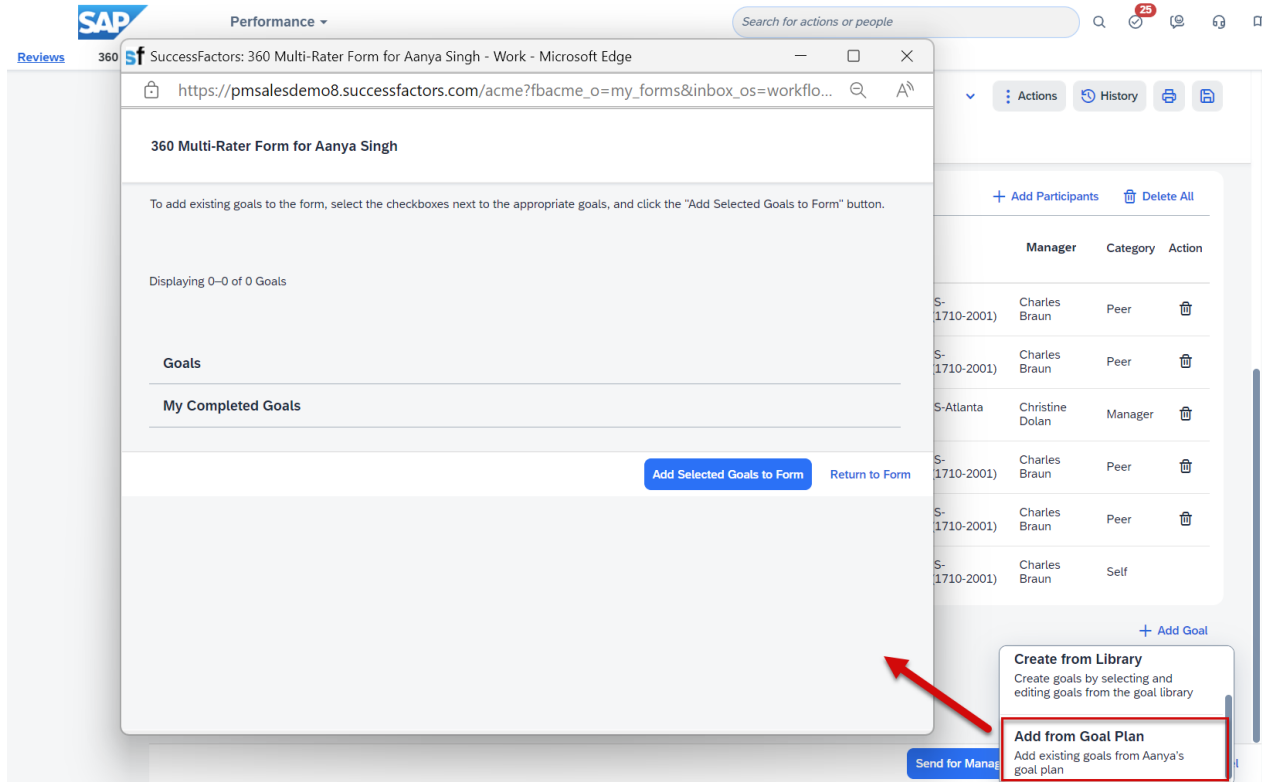 SAP
Performance
Search for actions or people
25
Reviews
360
sf SuccessFactors: 360 Multi-Rater Form for Aanya Singh - Work - Microsoft Edge
https://pmsalesdemo8.successfactors.com/acme?fbacme_o=my_forms&inbox_os=workflo...
Actions
History
360 Multi-Rater Form for Aanya Singh
To add existing goals to the form, select the checkboxes next to the appropriate goals, and click the "Add Selected Goals to Form" button.
Displaying 0–0 of 0 Goals
Goals
My Completed Goals
Add Selected Goals to Form
Return to Form
Add Participants
Delete All
Manager Category Action
S- Charles
(1710-2001) Braun Peer
S- Charles
(1710-2001) Braun Peer
S-Atlanta Christine
Dolan Manager
S- Charles
(1710-2001) Braun Peer
S- Charles
(1710-2001) Braun Peer
S- Charles
(1710-2001) Braun Self
Add Goal
Create from Library
Create goals by selecting and
editing goals from the goal library
Add from Goal Plan
Add existing goals from Aanya's
goal plan
Send for Manag